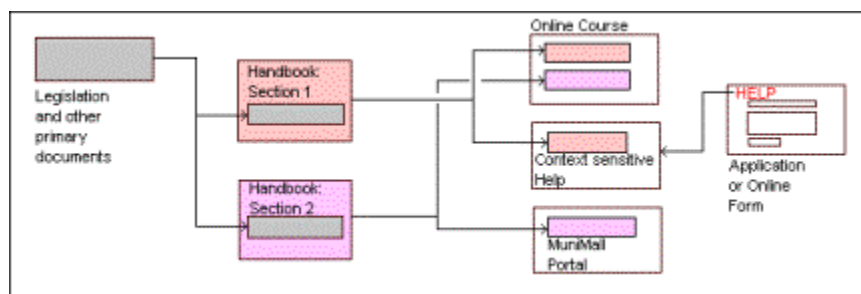 Online Course
Legislation
and other
primary
documents
Handbook:
Section 1
Handbook:
Section 2
Context sensitive
Help
MuniMail
Portal
HELP
Application
or Online
Form